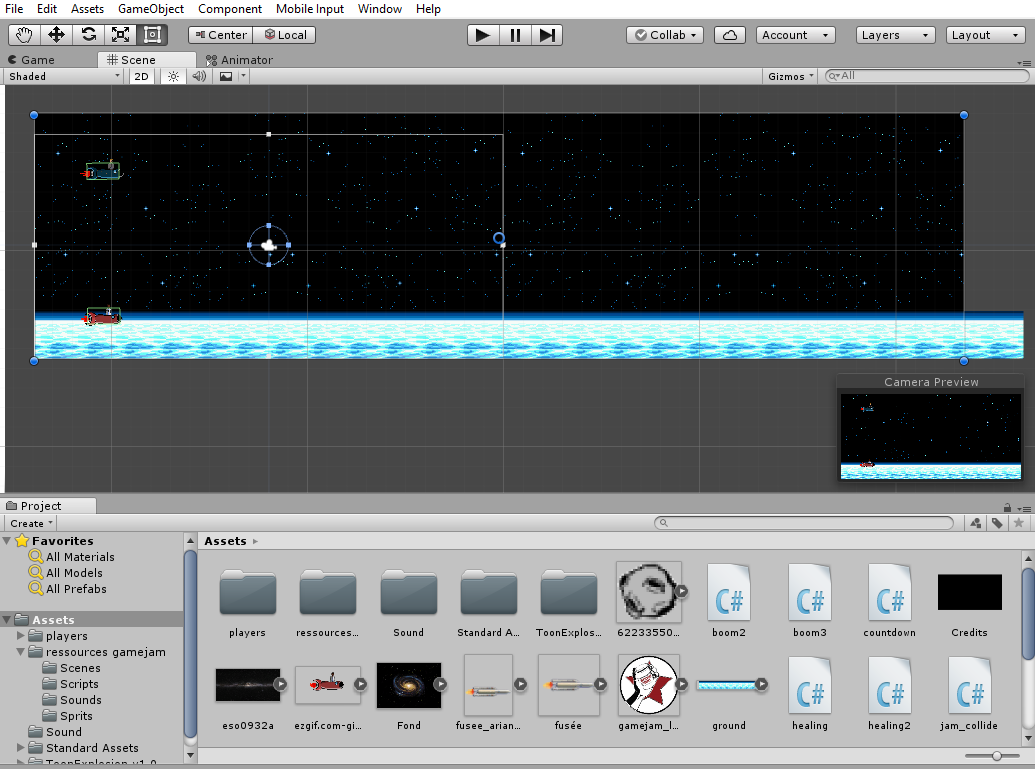 File Edit Assets GameObject Component Mobile Input Window Help
Center Local Collab Account Layers Layout
Game Scene Animator
Shaded 2D Gizmos All
Camera Preview
Project
Create
Favorites
All Materials
All Models
All Prefabs
Assets
players
ressources gamejam
Scenes
Scripts
Sounds
Sprits
Sound
Standard Assets
ToonExplosion v1.0
Assets
players ressources... Sound Standard A... ToonExplos... 62233550... boom2 boom3 countdown Credits
C# C# C#
eso0932a ezgif.com-gi... Fond fusee_arian... fusée gamejam_l... ground healing healing2 jam_collide
C# C# C#